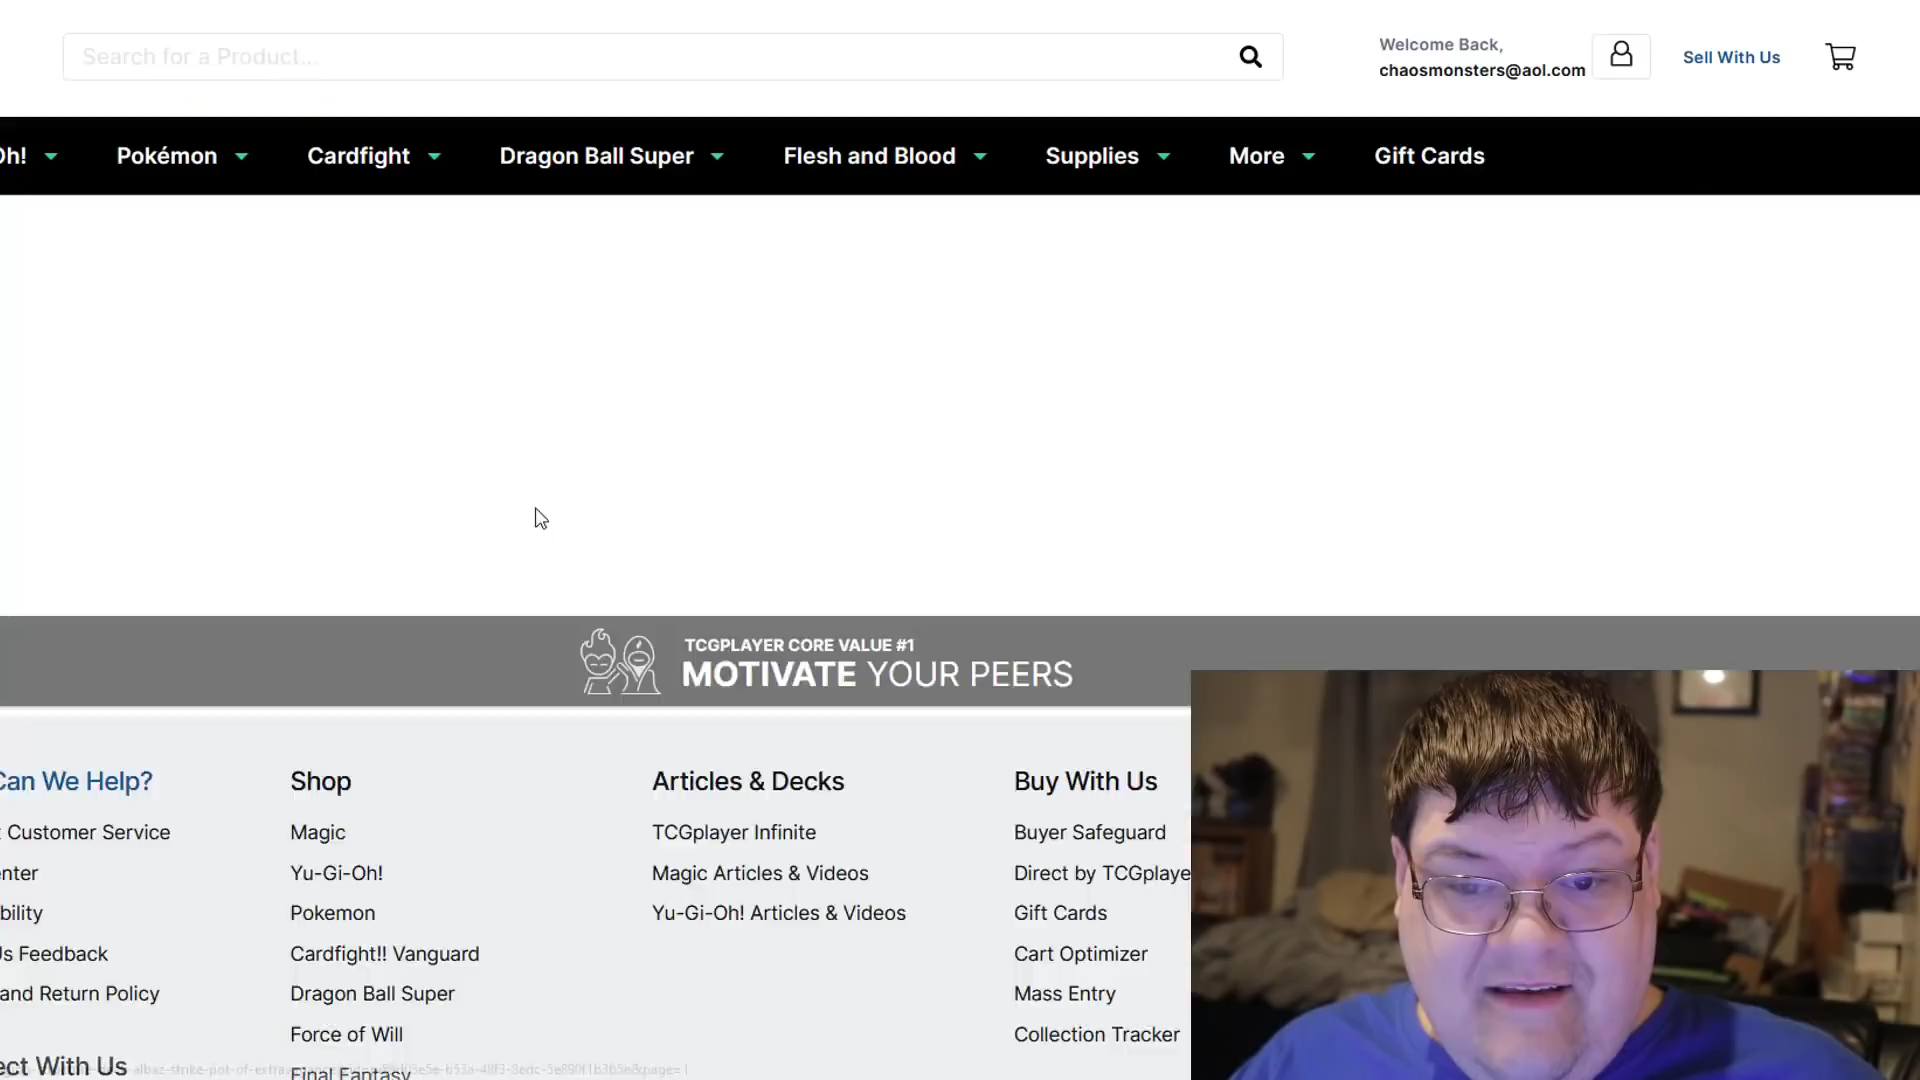 Search for a Product...
Welcome Back,
chaosmonsters@aol.com
Sell With Us
Oh!
Pokémon
Cardfight
Dragon Ball Super
Flesh and Blood
Supplies
More
Gift Cards
TCGPLAYER CORE VALUE #1
MOTIVATE YOUR PEERS
Can We Help?
Customer Service
enter
bility
Us Feedback
and Return Policy
ect With Us
Shop
Magic
Yu-Gi-Oh!
Pokemon
Cardfight!! Vanguard
Dragon Ball Super
Force of Will
Final Fantasy
Articles & Decks
TCGplayer Infinite
Magic Articles & Videos
Yu-Gi-Oh! Articles & Videos
Buy With Us
Buyer Safeguard
Direct by TCGplaye
Gift Cards
Cart Optimizer
Mass Entry
Collection Tracker